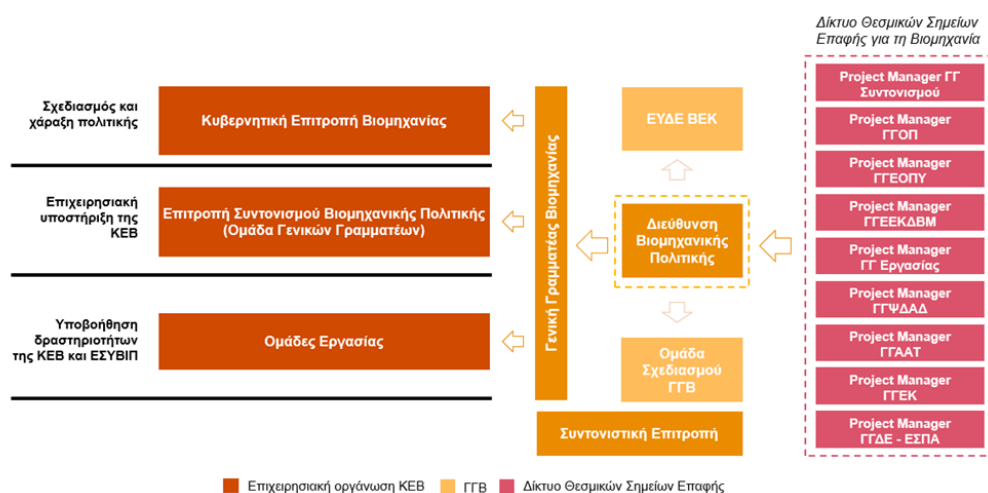 Δίκτυο Θεσμικών Σημείων
Επαφής για τη Βιομηχανία
Σχεδιασμός και
χάραξη πολιτικής
Κυβερνητική Επιτροπή Βιομηχανίας
Επιχειρησιακή
υποστήριξη της
ΚΕΒ
Επιτροπή Συντονισμού Βιομηχανικής Πολιτικής
(Ομάδα Γενικών Γραμματέων)
Υποβοήθηση
δραστηριοτήτων
της ΚΕΒ και ΕΣΥΒΙΠ
Ομάδες Εργασίας
Γενική Γραμματέας Βιομηχανίας
ΕΥΔΕ ΒΕΚ
Διεύθυνση
Βιομηχανικής
Πολιτικής
Ομάδα
Σχεδιασμού
ΓΓΒ
Συντονιστική Επιτροπή
Project Manager ΓΓ
Συντονισμού
Project Manager
ΓΓΟΠ
Project Manager
ΓΓΕΟΠΥ
Project Manager
ΓΓΕΕΚΔΒΜ
Project Manager
ΓΓ Εργασίας
Project Manager
ΓΓΨΔΑΔ
Project Manager
ΓΓΑΑΤ
Project Manager
ΓΓΕΚ
Project Manager
ΓΓΔΕ - ΕΣΠΑ
Επιχειρησιακή οργάνωση ΚΕΒ
ΓΓΒ
Δίκτυο Θεσμικών Σημείων Επαφής